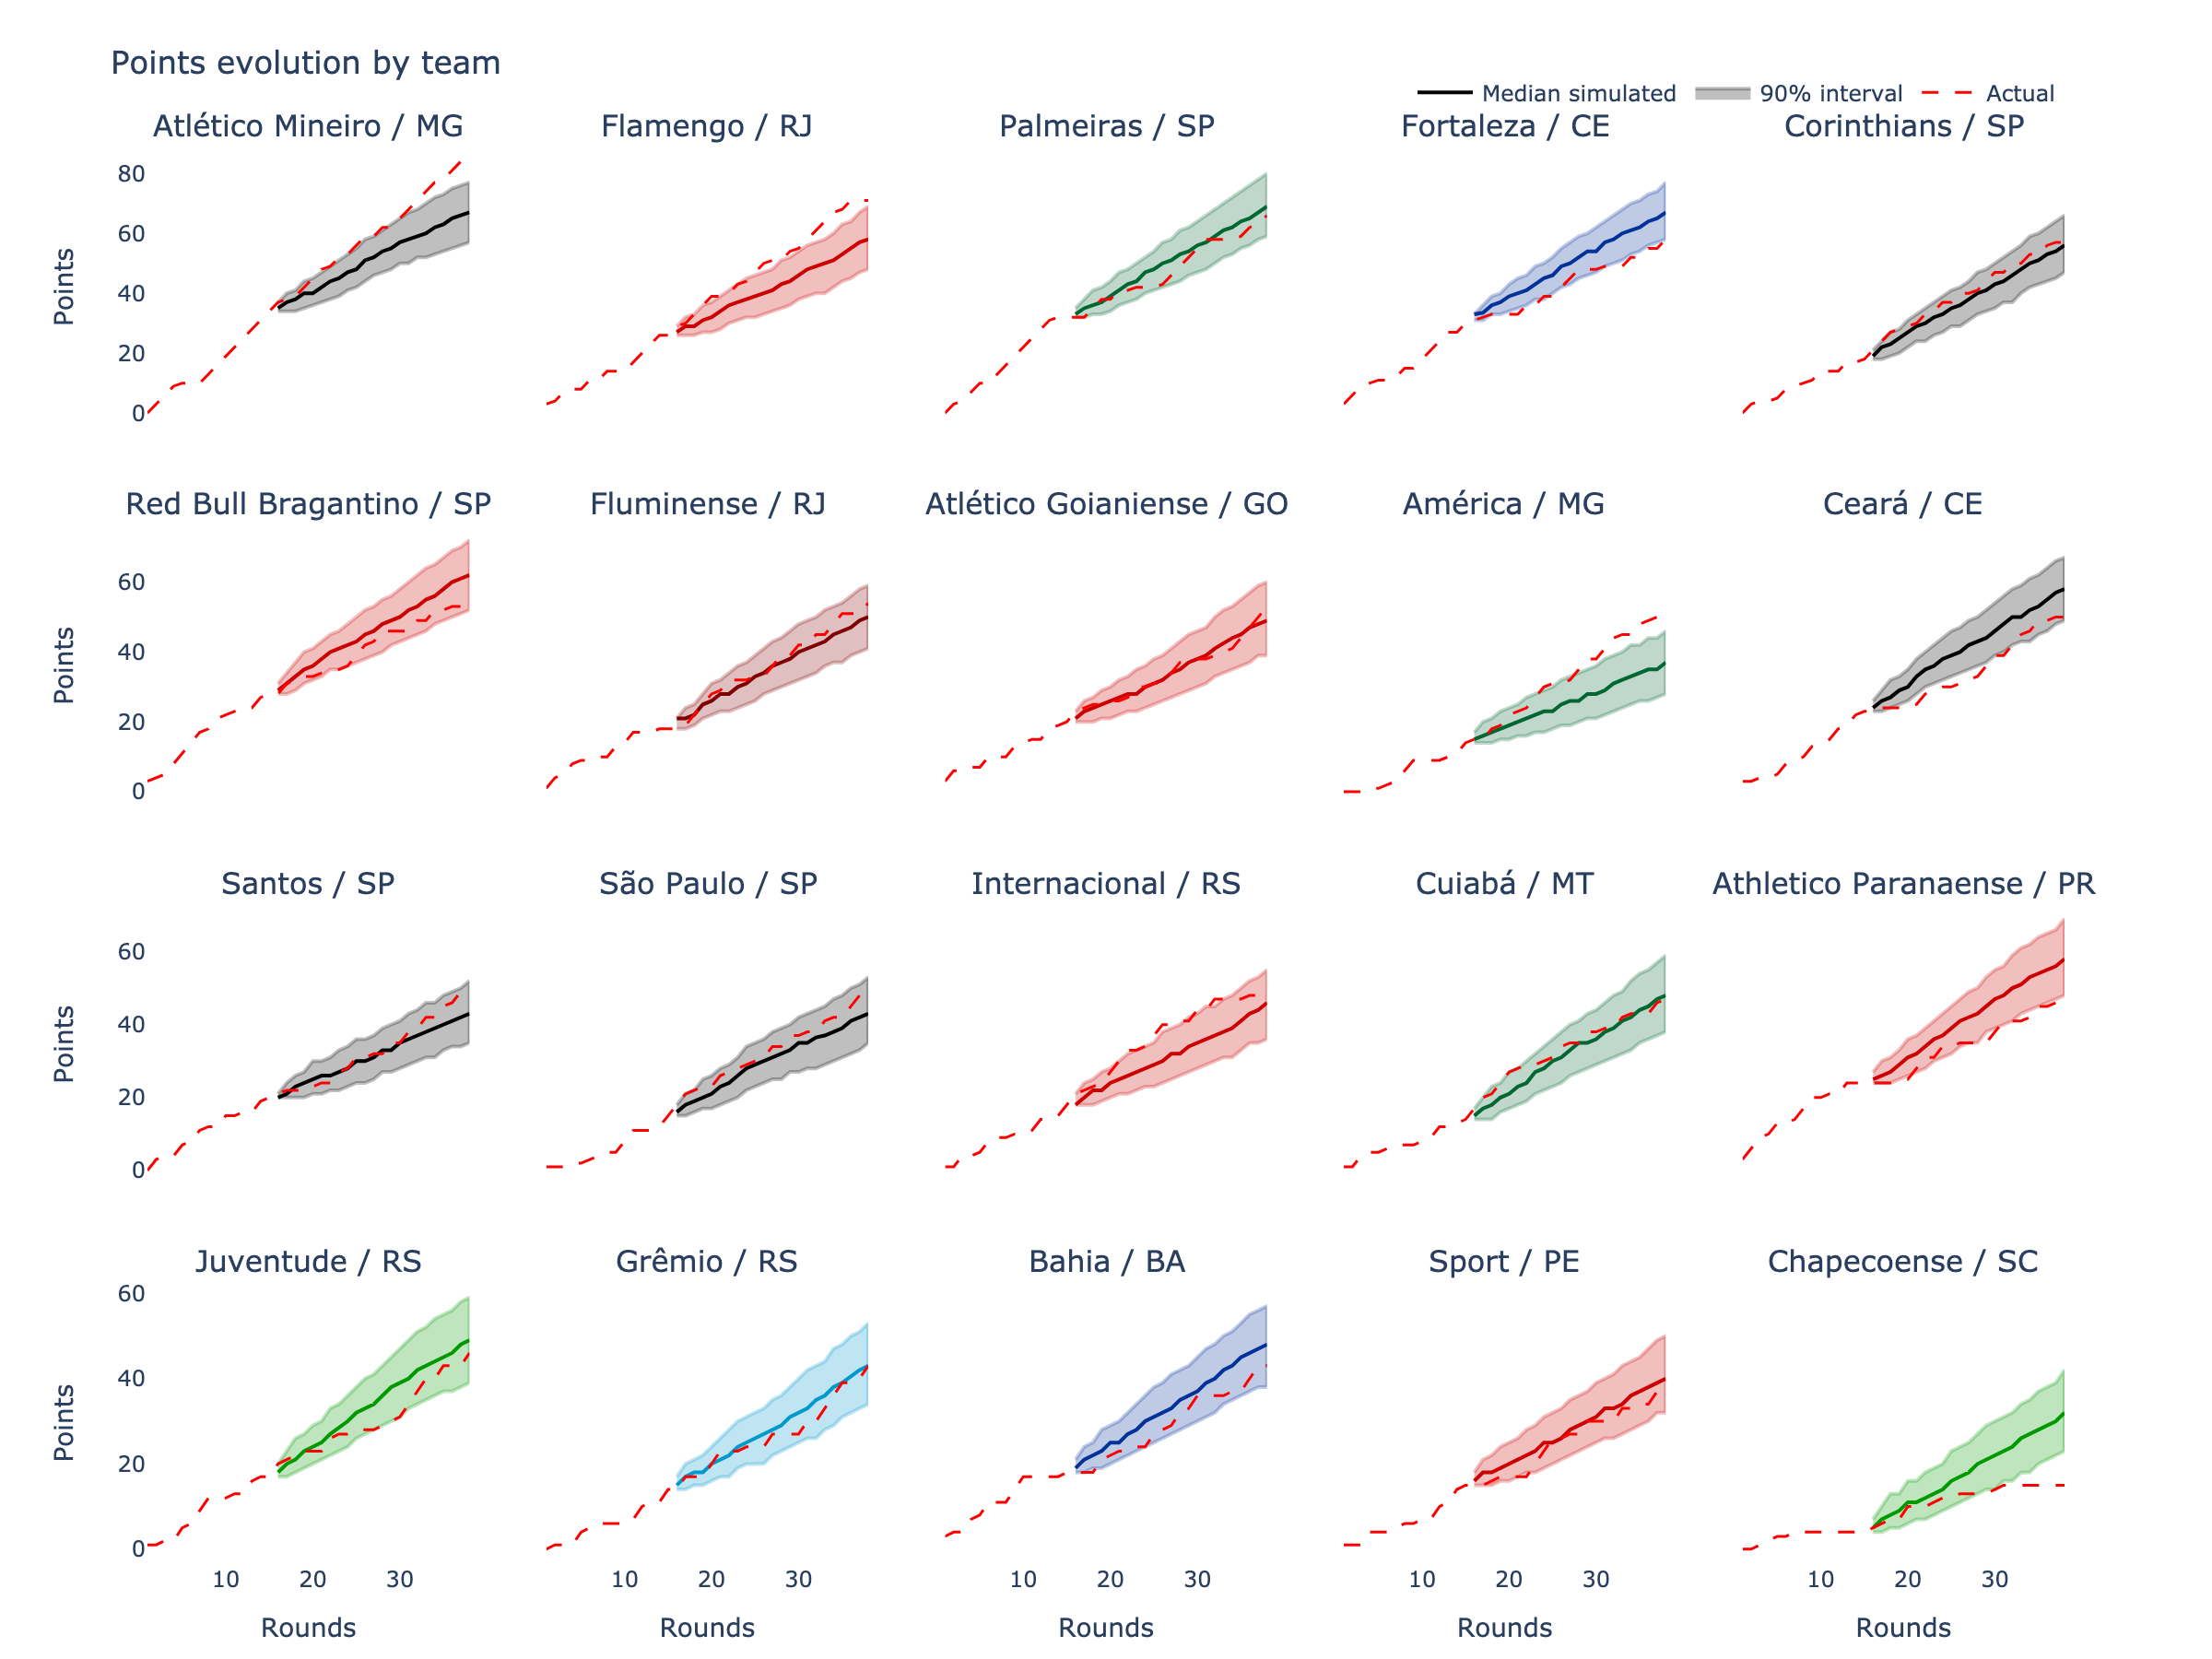 Points evolution by team
Median simulated 90% interval Actual
Atlético Mineiro / MG Flamengo / RJ Palmeiras / SP Fortaleza / CE Corinthians / SP
80
60
40
20
0
Points
Red Bull Bragantino / SP Fluminense / RJ Atlético Goianiense / GO América / MG Ceará / CE
60
40
20
0
Points
Santos / SP São Paulo / SP Internacional / RS Cuiabá / MT Athletico Paranaense / PR
60
40
20
0
Points
Juventude / RS Grêmio / RS Bahia / BA Sport / PE Chapecoense / SC
60
40
20
0
Points
10 20 30 10 20 30 10 20 30 10 20 30 10 20 30
Rounds Rounds Rounds Rounds Rounds